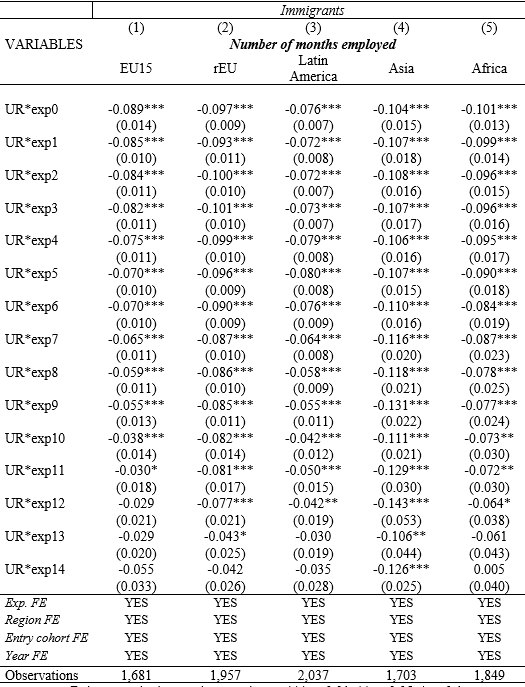 Immigrants
(1) (2) (3) (4) (5)
VARIABLES Number of months employed
EU15 rEU Latin America Asia Africa
UR*exp0 -0.089*** -0.097*** -0.076*** -0.104*** -0.101***
(0.014) (0.009) (0.007) (0.015) (0.013)
UR*exp1 -0.085*** -0.093*** -0.072*** -0.107*** -0.099***
(0.010) (0.011) (0.008) (0.018) (0.014)
UR*exp2 -0.084*** -0.100*** -0.072*** -0.108*** -0.096***
(0.011) (0.010) (0.007) (0.016) (0.015)
UR*exp3 -0.082*** -0.101*** -0.073*** -0.107*** -0.096***
(0.011) (0.010) (0.007) (0.017) (0.016)
UR*exp4 -0.075*** -0.099*** -0.079*** -0.106*** -0.095***
(0.011) (0.010) (0.008) (0.016) (0.017)
UR*exp5 -0.070*** -0.096*** -0.080*** -0.107*** -0.090***
(0.010) (0.009) (0.008) (0.015) (0.018)
UR*exp6 -0.070*** -0.090*** -0.076*** -0.110*** -0.084***
(0.010) (0.009) (0.009) (0.016) (0.019)
UR*exp7 -0.065*** -0.087*** -0.064*** -0.116*** -0.087***
(0.011) (0.010) (0.008) (0.020) (0.023)
UR*exp8 -0.059*** -0.086*** -0.058*** -0.118*** -0.078***
(0.011) (0.010) (0.009) (0.021) (0.025)
UR*exp9 -0.055*** -0.085*** -0.055*** -0.131*** -0.077***
(0.013) (0.011) (0.011) (0.022) (0.024)
UR*exp10 -0.038*** -0.082*** -0.042*** -0.111*** -0.073**
(0.014) (0.014) (0.012) (0.021) (0.030)
UR*exp11 -0.030* -0.081*** -0.050*** -0.129*** -0.072**
(0.018) (0.017) (0.015) (0.030) (0.030)
UR*exp12 -0.029 -0.077*** -0.042** -0.143*** -0.064*
(0.021) (0.021) (0.019) (0.053) (0.038)
UR*exp13 -0.029 -0.043* -0.030 -0.106** -0.061
(0.020) (0.025) (0.019) (0.044) (0.043)
UR*exp14 -0.055 -0.042 -0.035 -0.126*** 0.005
(0.033) (0.026) (0.028) (0.025) (0.040)
Exp. FE YES YES YES YES YES
Region FE YES YES YES YES YES
Entry cohort FE YES YES YES YES YES
Year FE YES YES YES YES YES
Observations 1,681 1,957 2,037 1,703 1,849